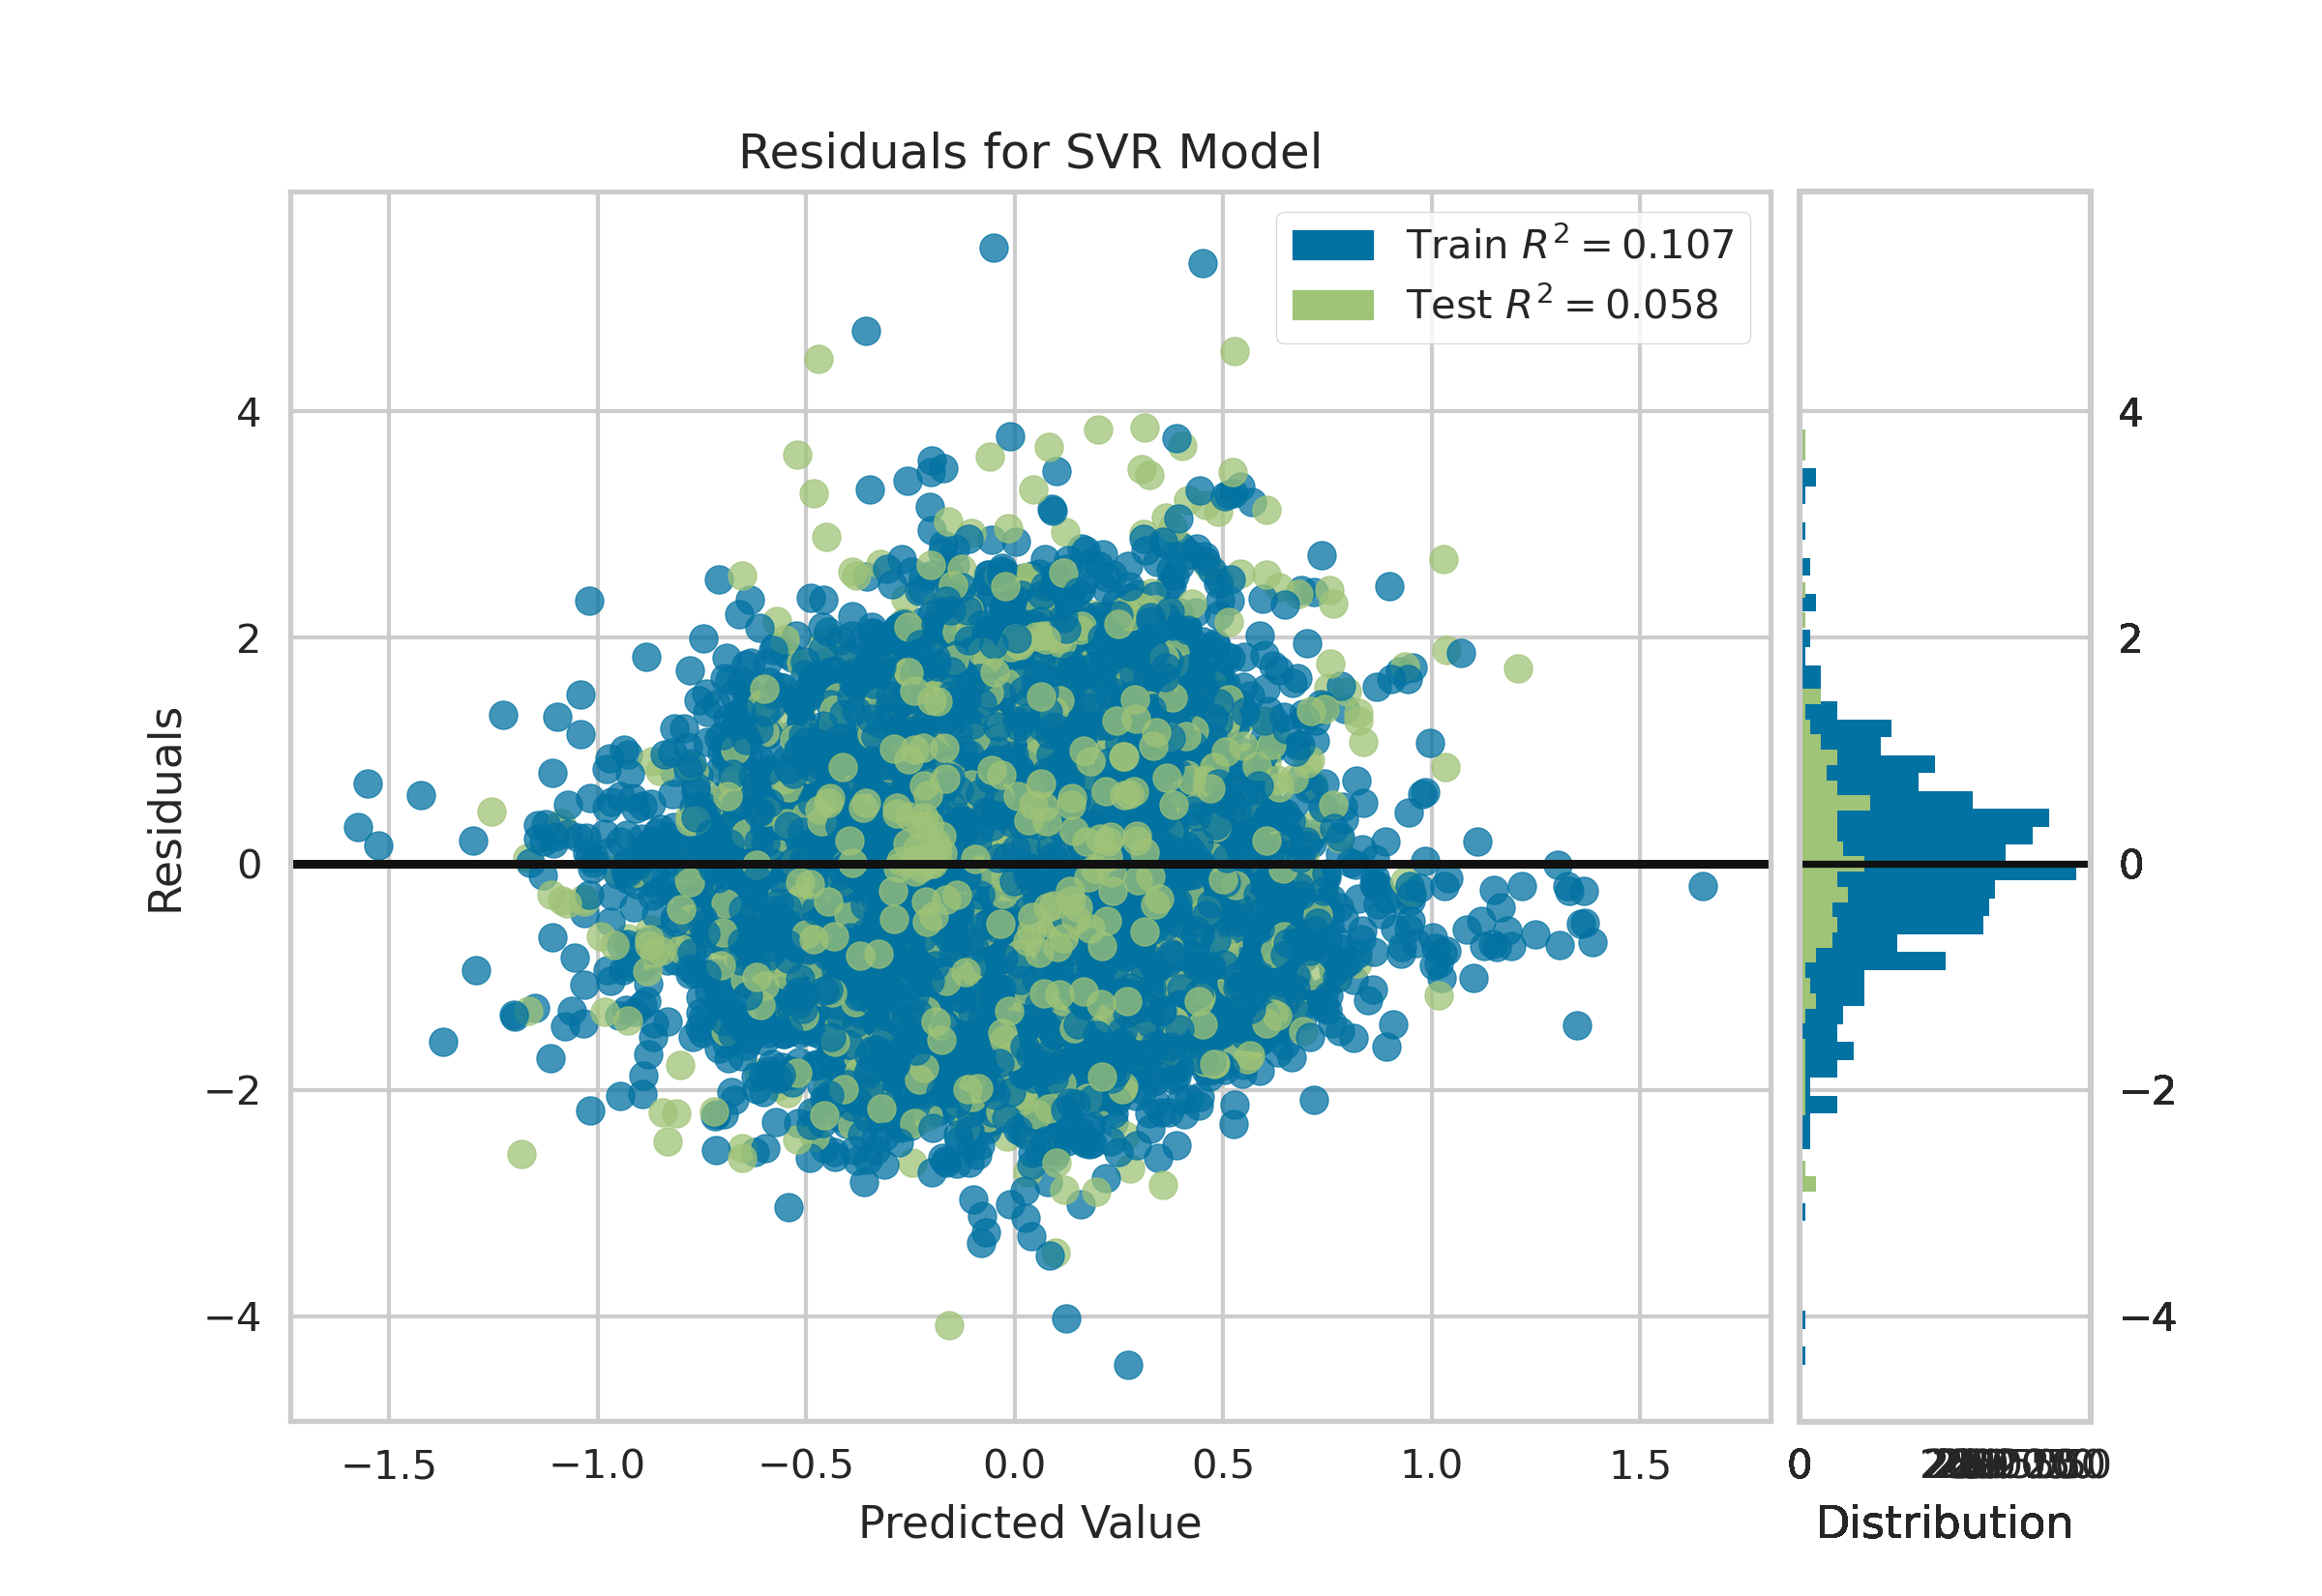 Residuals for SVR Model
Train R² = 0.107
Test R² = 0.058
Residuals
4
2
0
−2
−4
4
2
0
−2
−4
−1.5 −1.0 −0.5 0.0 0.5 1.0 1.5
0
Predicted Value
Distribution